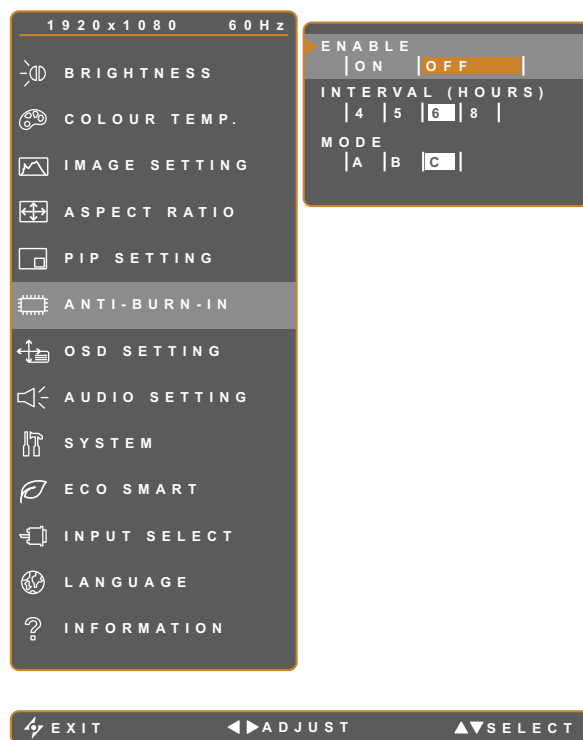 1920x1080 60Hz
BRIGHTNESS
COLOUR TEMP.
IMAGE SETTING
ASPECT RATIO
PIP SETTING
ANTI-BURN-IN
OSD SETTING
AUDIO SETTING
SYSTEM
ECO SMART
INPUT SELECT
LANGUAGE
INFORMATION
ENABLE
ON OFF
INTERVAL (HOURS)
4 5 6 8
MODE
A B C
EXIT ADJUST SELECT